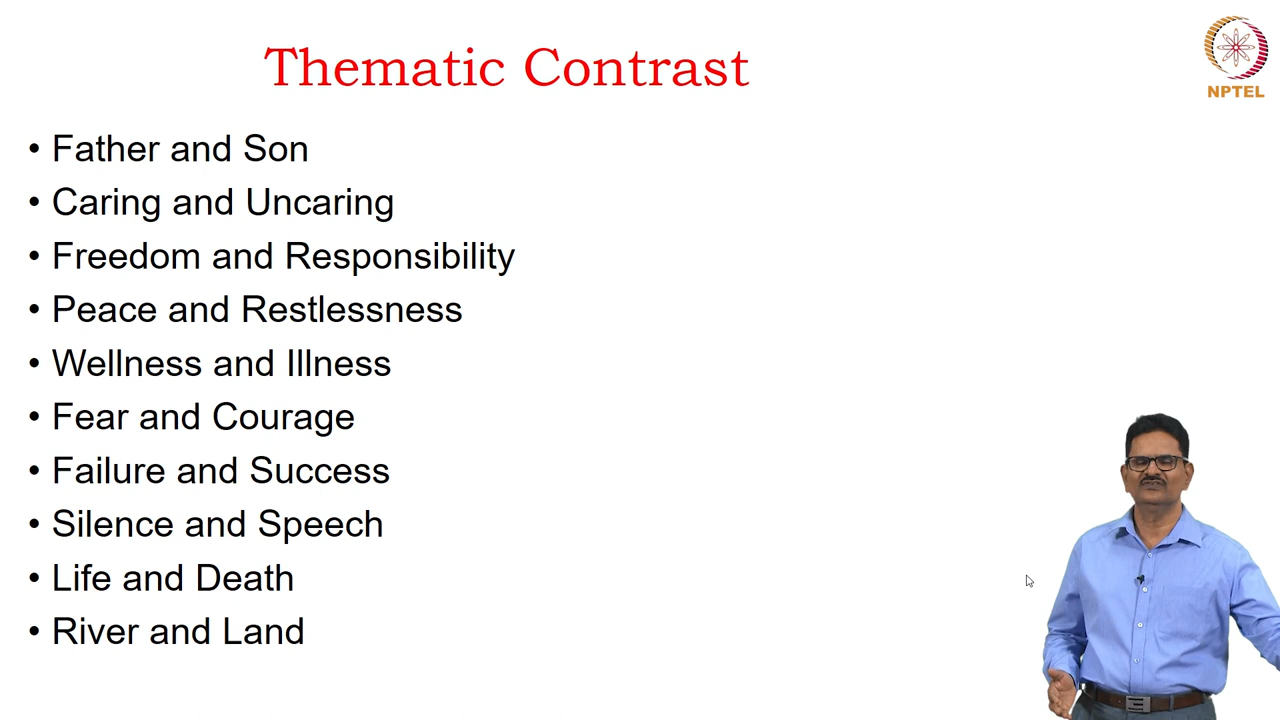 Thematic Contrast
NPTEL
• Father and Son
• Caring and Uncaring
• Freedom and Responsibility
• Peace and Restlessness
• Wellness and Illness
• Fear and Courage
• Failure and Success
• Silence and Speech
• Life and Death
• River and Land